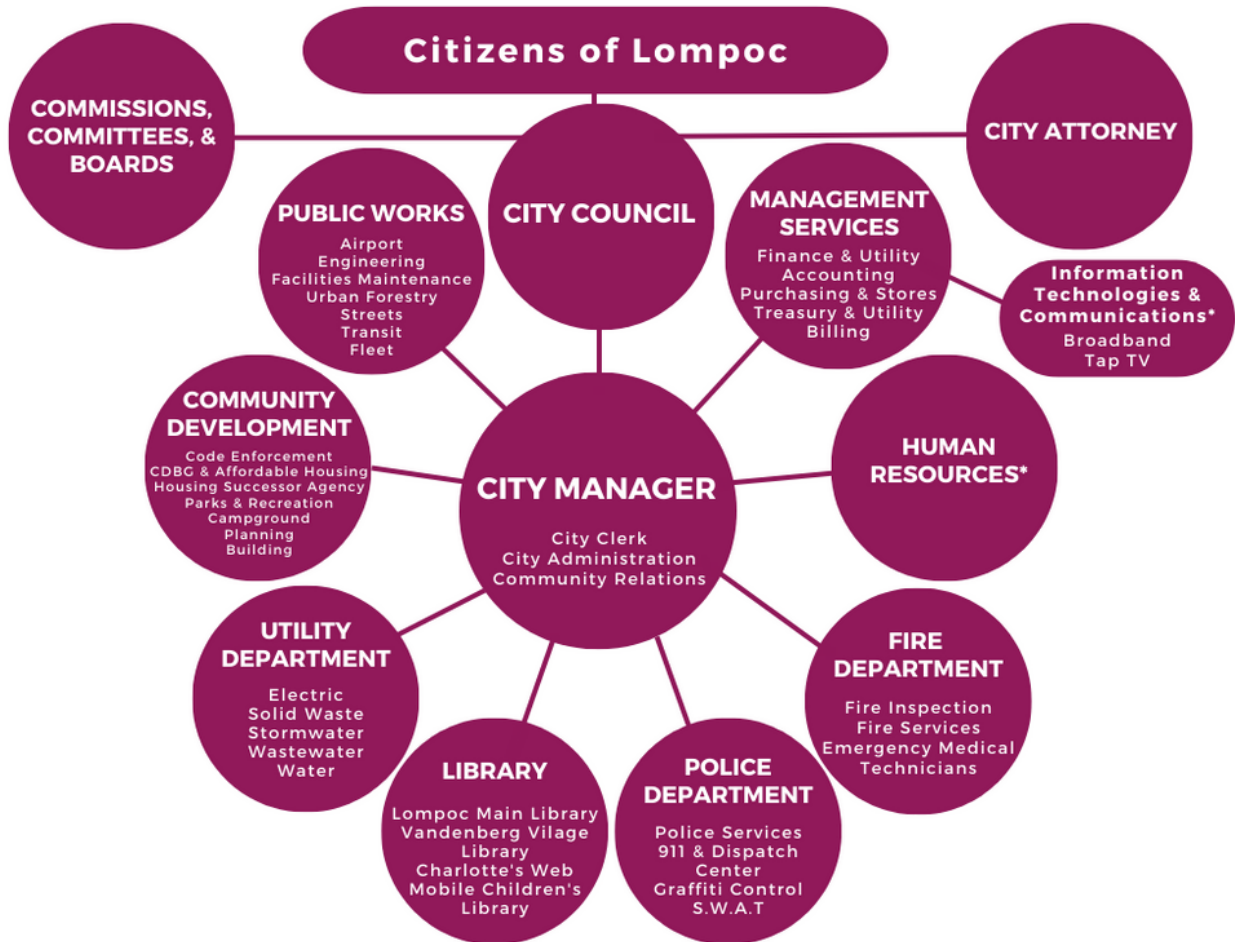 Citizens of Lompoc
COMMISSIONS,
COMMITTEES, &
BOARDS
CITY ATTORNEY
CITY COUNCIL
PUBLIC WORKS
Airport
Engineering
Facilities Maintenance
Urban Forestry
Streets
Transit
Fleet
MANAGEMENT
SERVICES
Finance & Utility
Accounting
Purchasing & Stores
Treasury & Utility
Billing
Information
Technologies &
Communications*
Broadband
Tap TV
COMMUNITY
DEVELOPMENT
Code Enforcement
CDBG & Affordable Housing
Housing Successor Agency
Parks & Recreation
Campground
Planning
Building
CITY MANAGER
City Clerk
City Administration
Community Relations
HUMAN
RESOURCES*
UTILITY
DEPARTMENT
Electric
Solid Waste
Stormwater
Wastewater
Water
LIBRARY
Lompoc Main Library
Vandenberg Vilage
Library
Charlotte's Web
Mobile Children's
Library
POLICE
DEPARTMENT
Police Services
911 & Dispatch
Center
Graffiti Control
S.W.A.T
FIRE
DEPARTMENT
Fire Inspection
Fire Services
Emergency Medical
Technicians